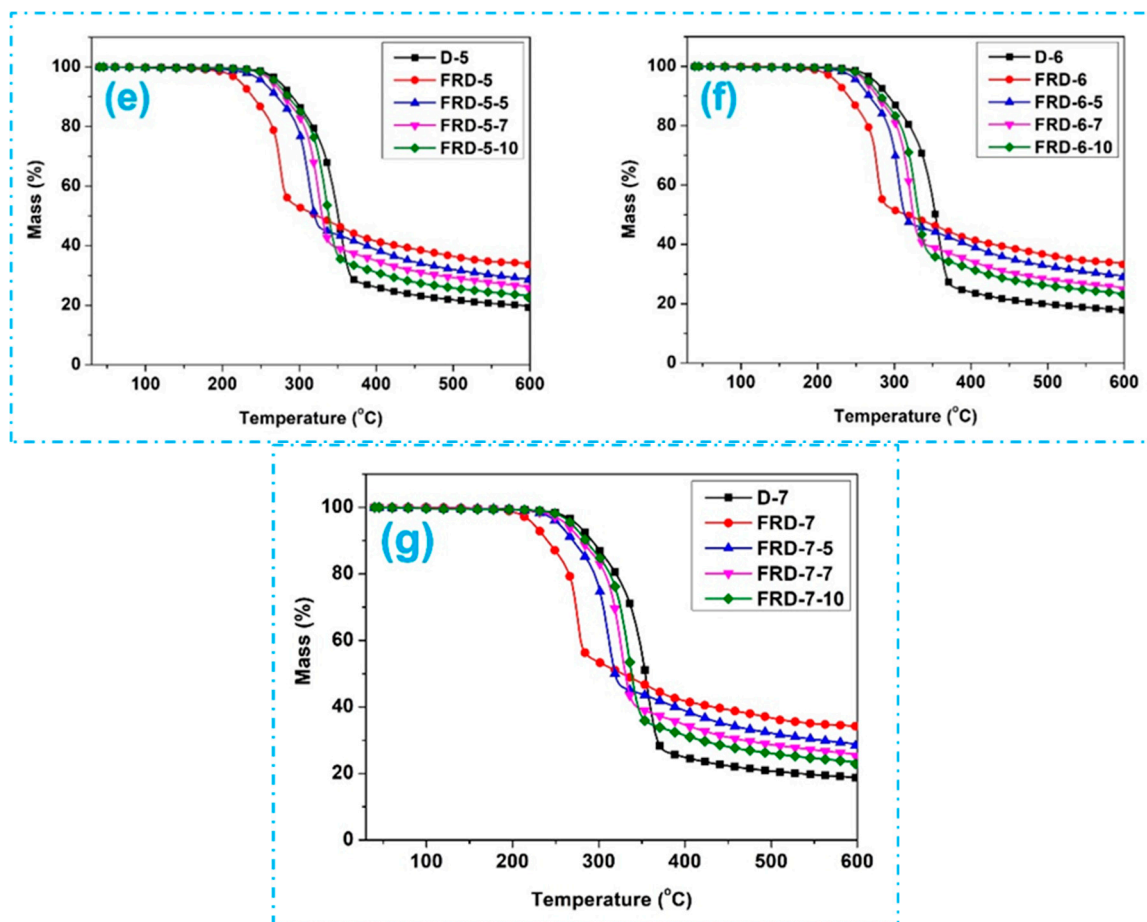 (e)
D-5
FRD-5
FRD-5-5
FRD-5-7
FRD-5-10
100
80
60
40
20
0
Mass (%)
100 200 300 400 500 600
Temperature (°C)
(f)
D-6
FRD-6
FRD-6-5
FRD-6-7
FRD-6-10
100
80
60
40
20
0
Mass (%)
100 200 300 400 500 600
Temperature (°C)
(g)
D-7
FRD-7
FRD-7-5
FRD-7-7
FRD-7-10
100
80
60
40
20
0
Mass (%)
100 200 300 400 500 600
Temperature (°C)